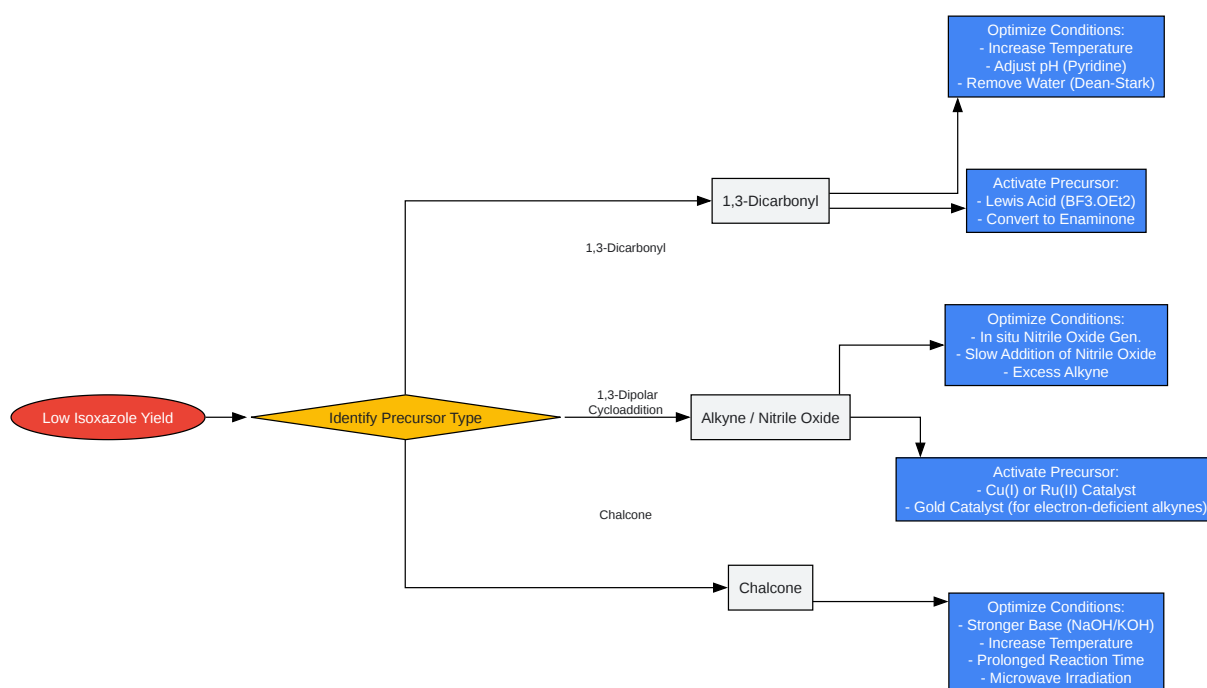 Optimize Conditions:
- Increase Temperature
- Adjust pH (Pyridine)
- Remove Water (Dean-Stark)
1,3-Dicarbonyl
Activate Precursor:
- Lewis Acid (BF3.OEt2)
- Convert to Enaminone
1,3-Dicarbonyl
Optimize Conditions:
- In situ Nitrile Oxide Gen.
- Slow Addition of Nitrile Oxide
- Excess Alkyne
Low Isoxazole Yield
Identify Precursor Type
1,3-Dipolar
Cycloaddition
Alkyne / Nitrile Oxide
Activate Precursor:
- Cu(I) or Ru(II) Catalyst
- Gold Catalyst (for electron-deficient alkynes)
Chalcone
Chalcone
Optimize Conditions:
- Stronger Base (NaOH/KOH)
- Increase Temperature
- Prolonged Reaction Time
- Microwave Irradiation